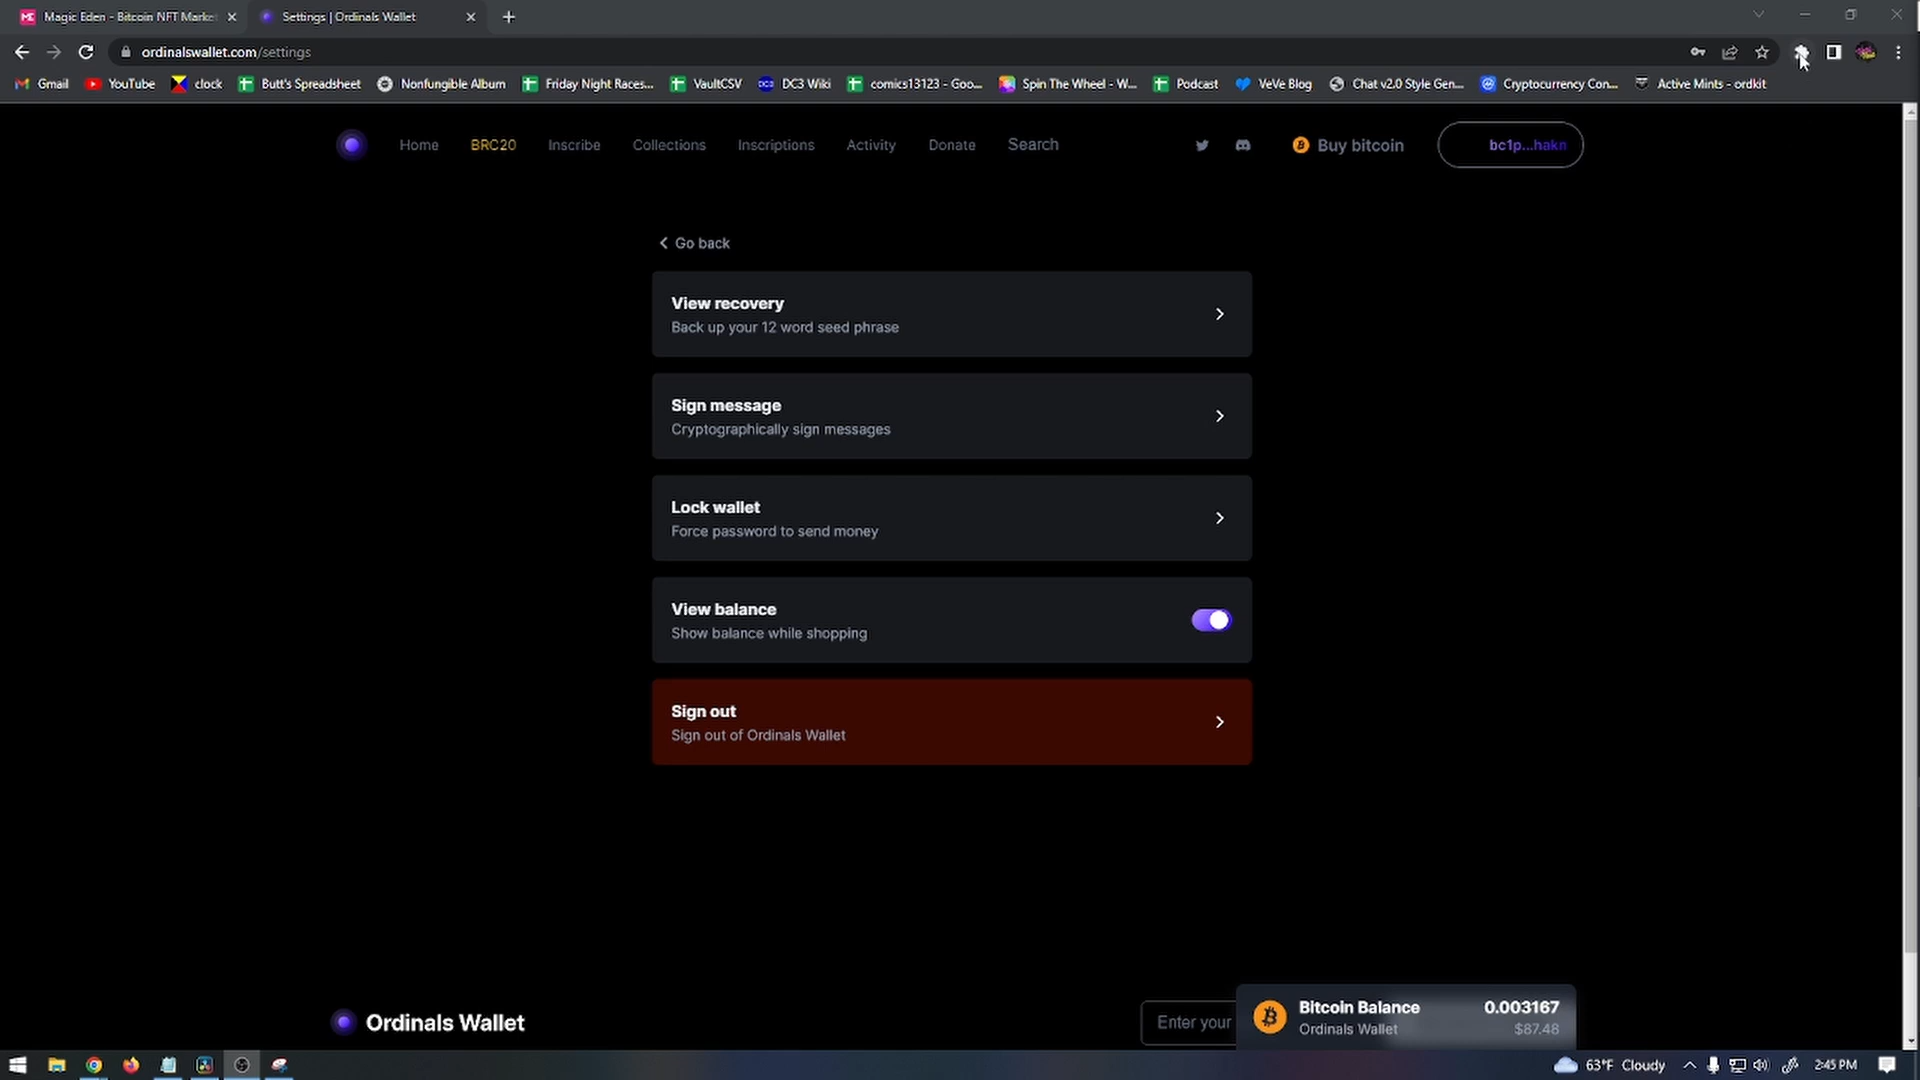 Magic Eden - Bitcoin NFT Market
Settings | Ordinals Wallet
ordinalswallet.com/settings
Gmail
YouTube
clock
Butt's Spreadsheet
Nonfungible Album
Friday Night Races...
VaultCSV
DC3 Wiki
comics13123 - Goo...
Spin The Wheel - W...
Podcast
VeVe Blog
Chat v2.0 Style Gen...
Cryptocurrency Con...
Active Mints - ordkit
Home
BRC20
Inscribe
Collections
Inscriptions
Activity
Donate
Search
Buy bitcoin
bc1p...hakn
Go back
View recovery
Back up your 12 word seed phrase
Sign message
Cryptographically sign messages
Lock wallet
Force password to send money
View balance
Show balance while shopping
Sign out
Sign out of Ordinals Wallet
Ordinals Wallet
Enter your
Bitcoin Balance 0.003167
Ordinals Wallet $87.48
63°F Cloudy
2:45 PM